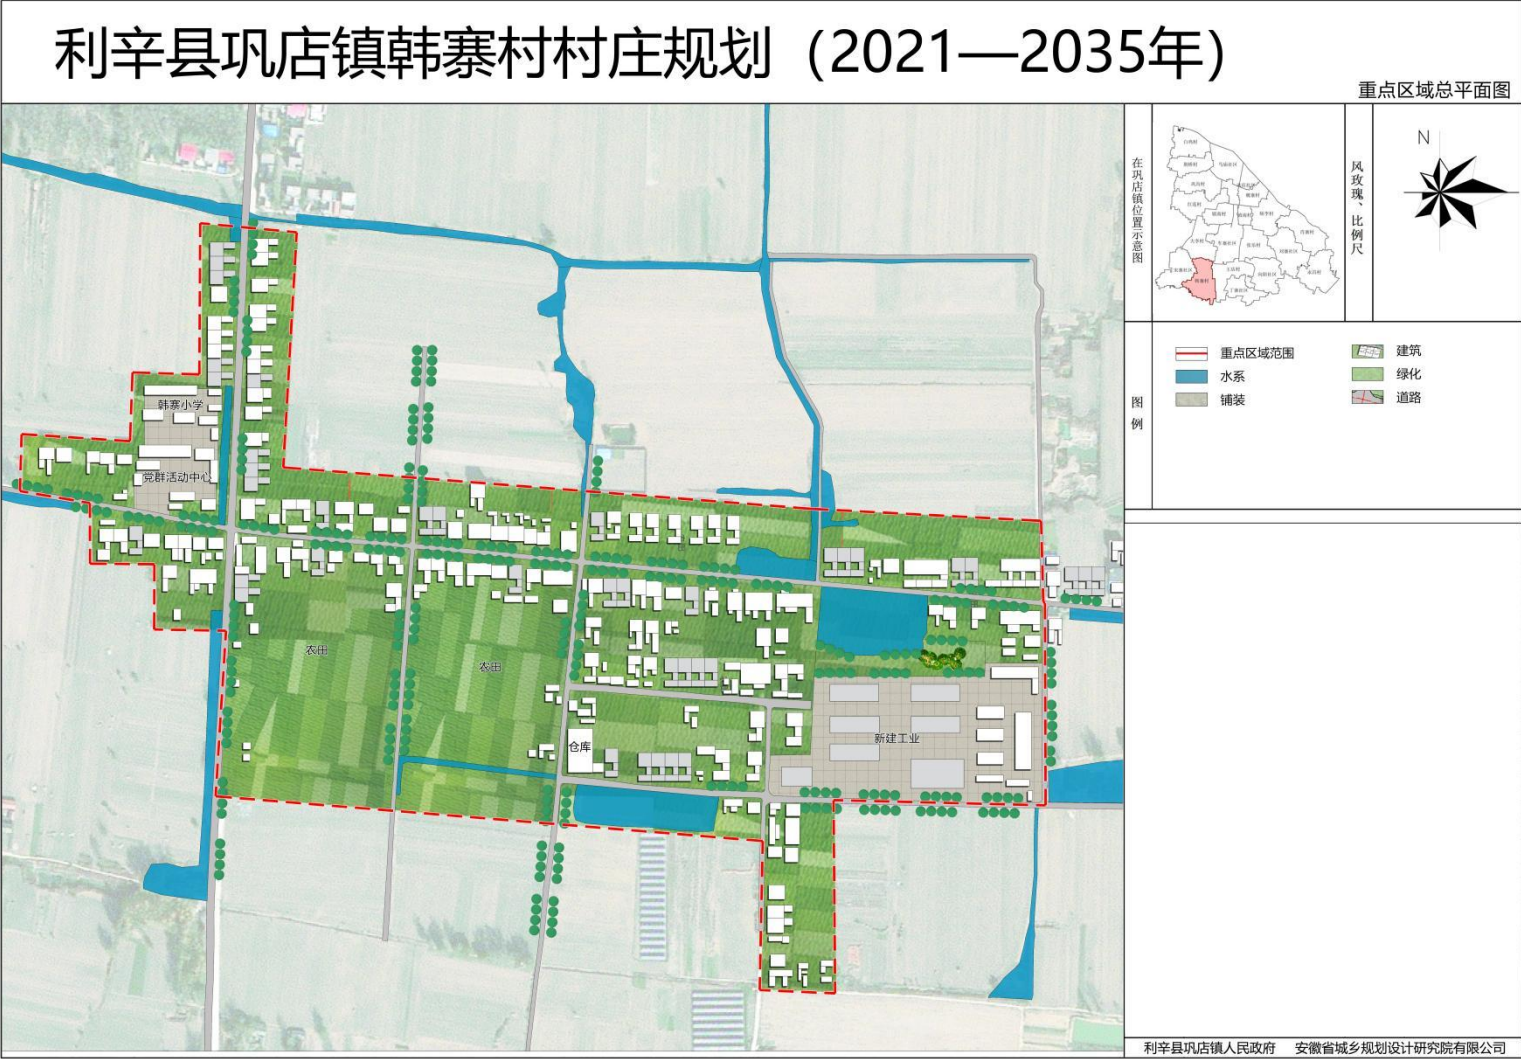 利辛县巩店镇韩寨村村庄规划（2021—2035年）
重点区域总平面图
在巩店镇位置示意图
风玫瑰、比例尺
N
图例
重点区域范围
水系
铺装
建筑
绿化
道路
韩寨小学
党群活动中心
农田
农田
仓库
新建工业
利辛县巩店镇人民政府 安徽省城乡规划设计研究院有限公司